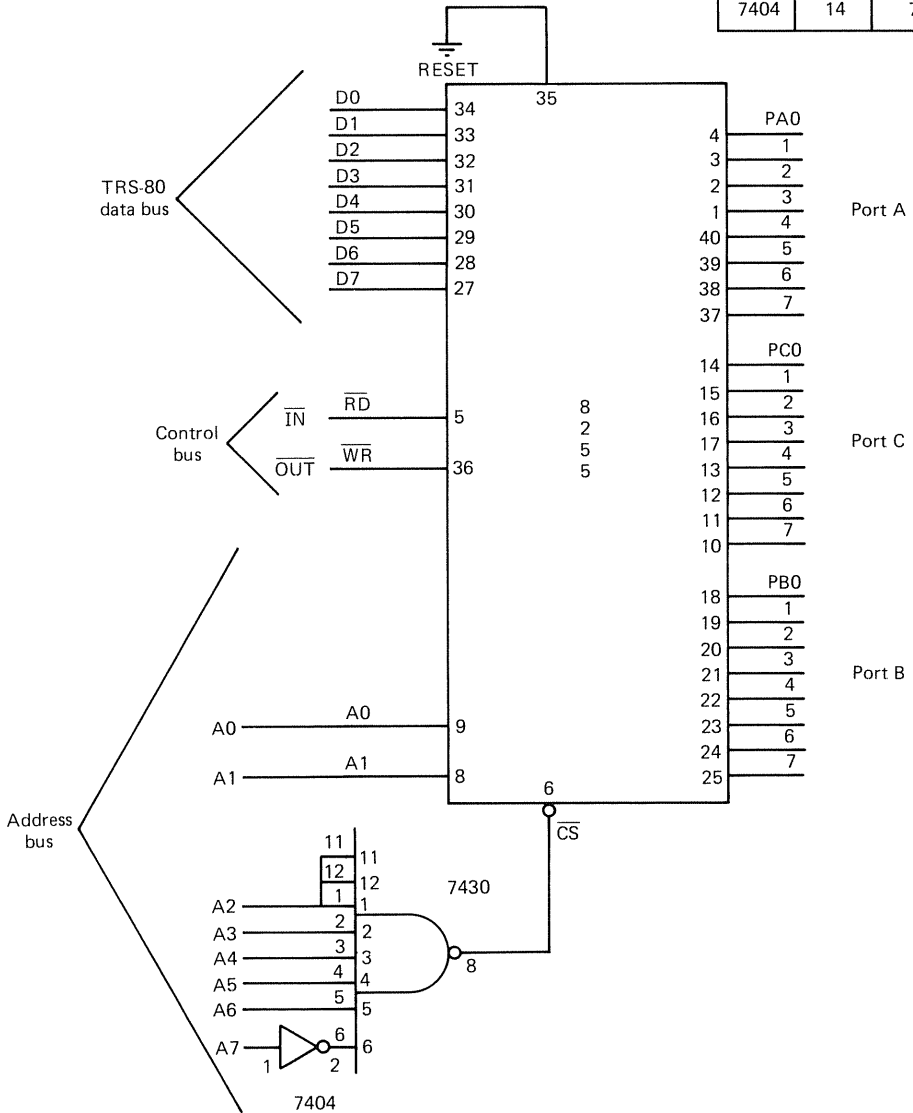 7404 14 7
RESET
35
TRS-80
data bus
D0 34
D1 33
D2 32
D3 31
D4 30
D5 29
D6 28
D7 27
4 PA0
3 1
2 2
1 3
40 4
39 5
38 6
37 7
Port A
Control
bus
IN RD 5
OUT WR 36
8
2
5
5
14 PC0
15 1
16 2
17 3
13 4
12 5
11 6
10 7
Port C
18 PB0
19 1
20 2
21 3
22 4
23 5
24 6
25 7
Port B
Address
bus
A0 A0 9
A1 A1 8
6
CS
11 11
12 12
A2 1 1
A3 2 2
A4 3 3
A5 4 4
A6 5 5
A7 1 2 6 6
7430
8
7404